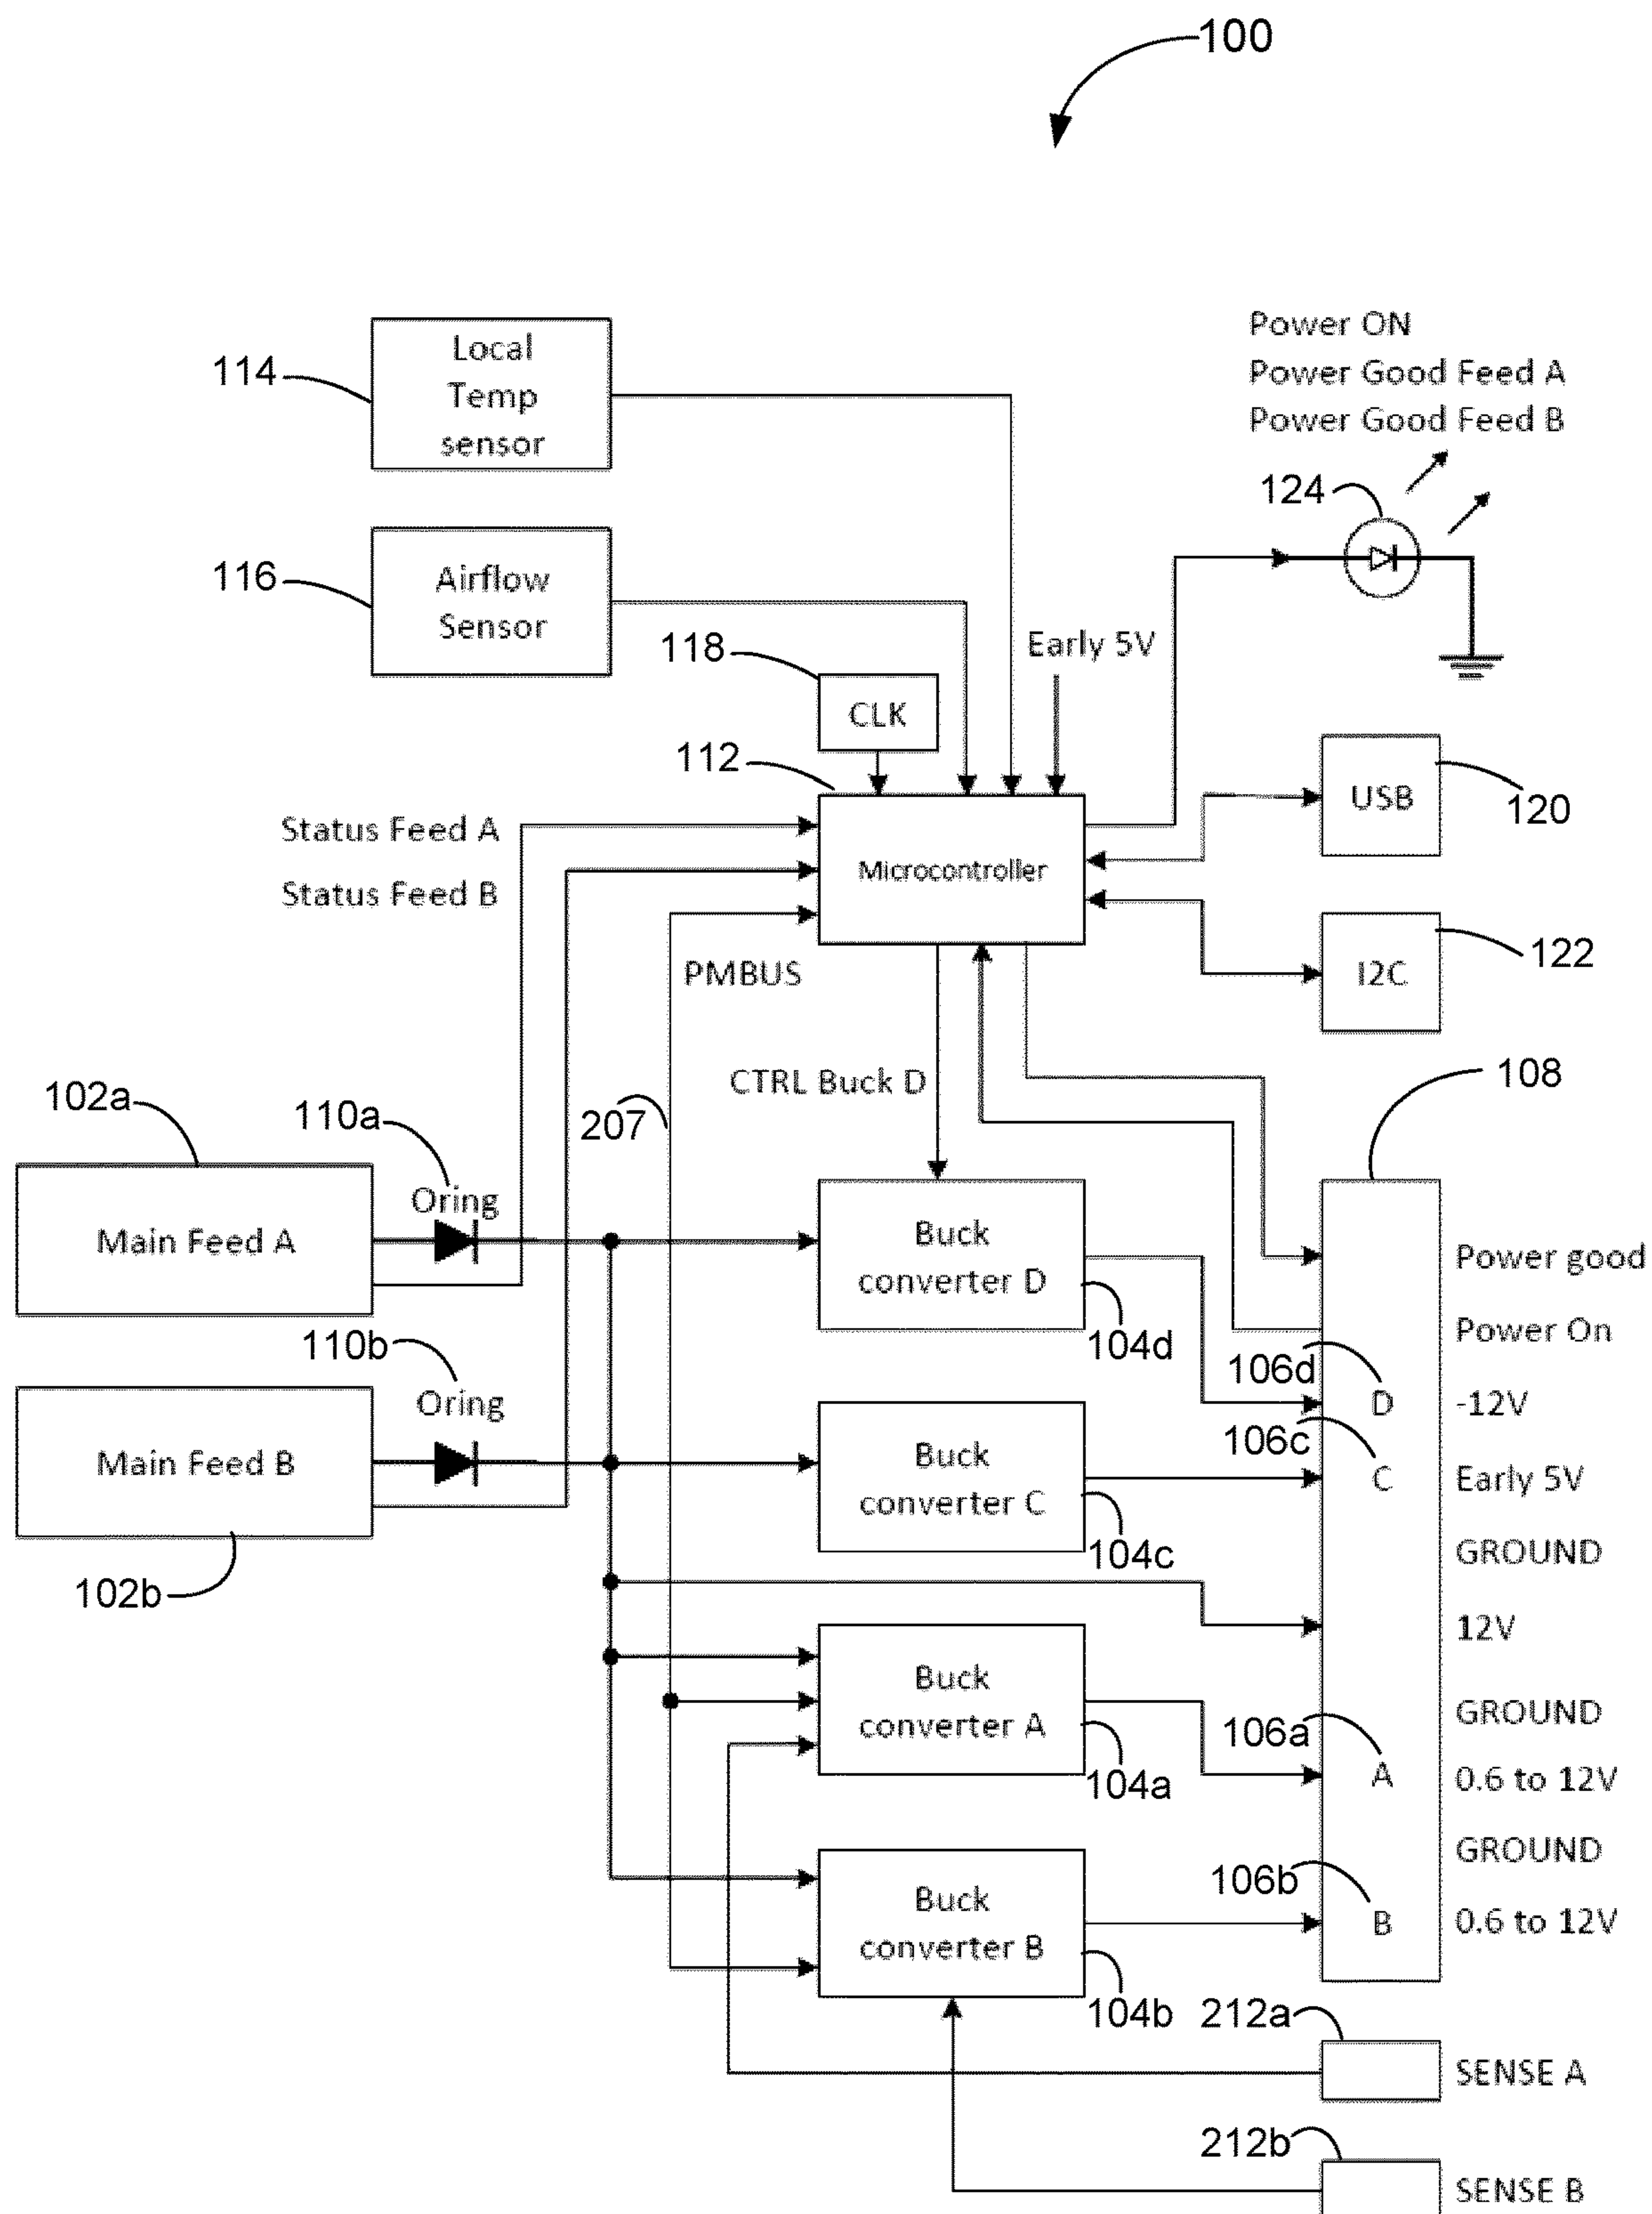 100
Local
Temp
sensor
114
Power ON
Power Good Feed A
Power Good Feed B
124
Airflow
Sensor
116
118
Early 5V
CLK
112
USB
120
Status Feed A
Microcontroller
Status Feed B
PMBUS
I2C
122
CTRL Buck D
108
102a
110a
207
Oring
Main Feed A
Buck
converter D
Power good
104d
Power On
110b
106d
Oring
D
-12V
106c
Main Feed B
Buck
converter C
C
Early 5V
104c
GROUND
102b
12V
Buck
converter A
GROUND
106a
104a
A
0.6 to 12V
GROUND
106b
Buck
converter B
B
0.6 to 12V
104b
212a
SENSE A
212b
SENSE B